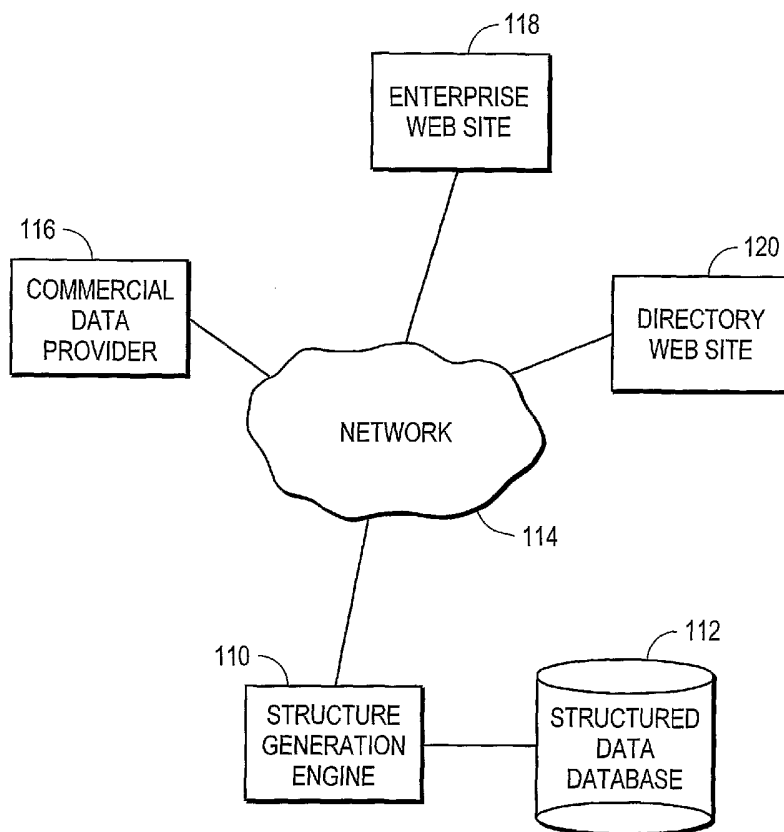 118
ENTERPRISE
WEB SITE
116
COMMERCIAL
DATA
PROVIDER
120
DIRECTORY
WEB SITE
NETWORK
114
110
STRUCTURE
GENERATION
ENGINE
112
STRUCTURED
DATA
DATABASE